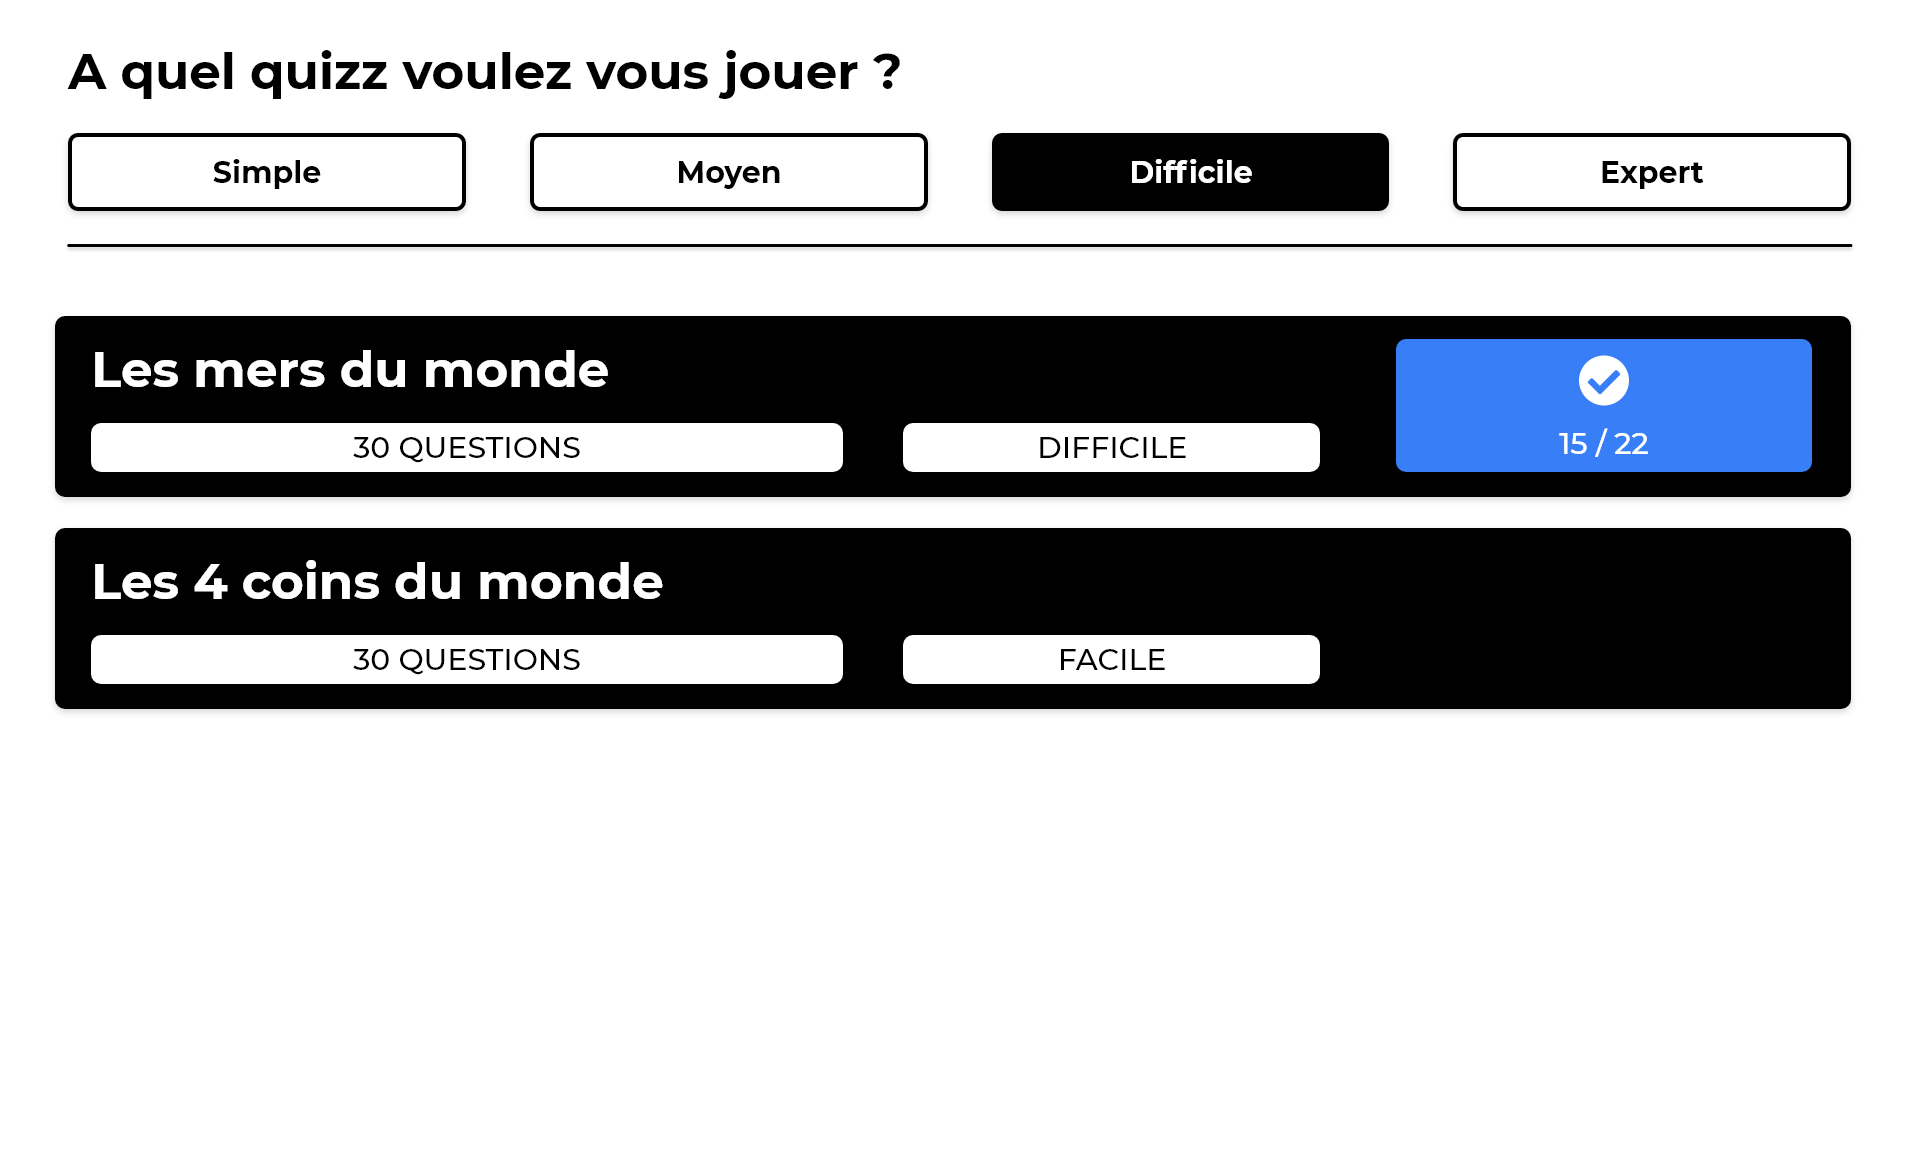 A quel quizz voulez vous jouer ?
Simple
Moyen
Difficile
Expert
Les mers du monde
30 QUESTIONS
DIFFICILE
15 / 22
Les 4 coins du monde
30 QUESTIONS
FACILE